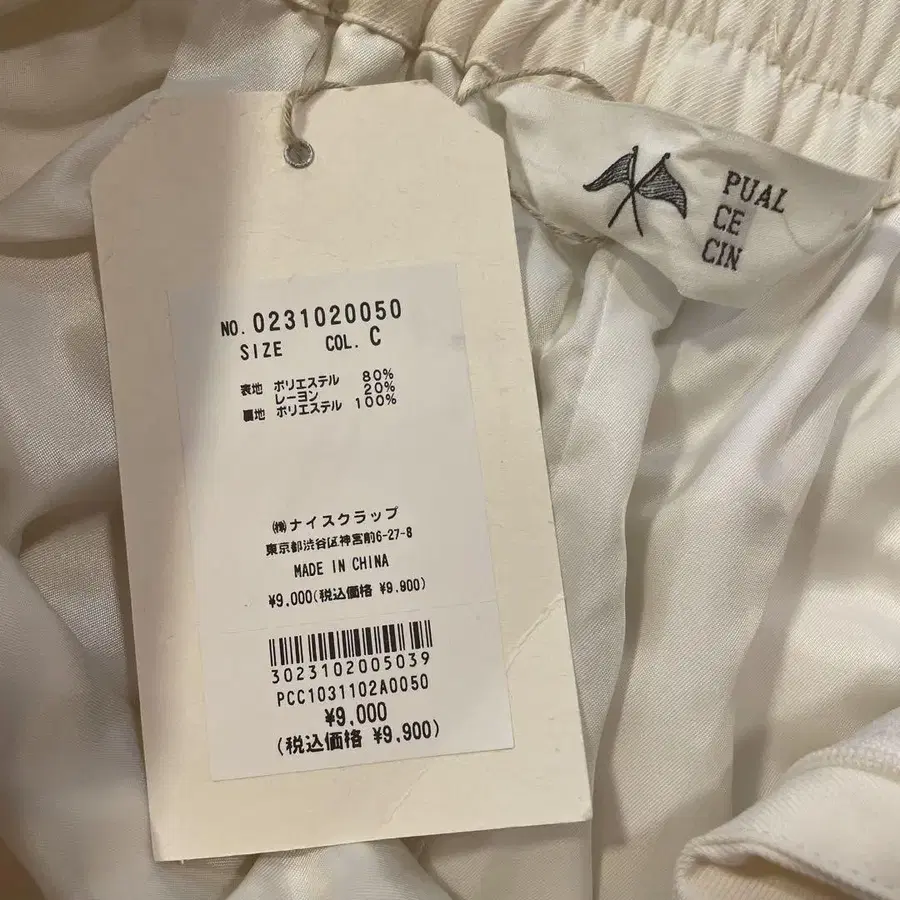 NO. 0231020050
SIZE COL. C
表地 ポリエステル 80%
レーヨン 20%
裏地 ポリエステル 100%
㈱ナイスクラップ
東京都渋谷区神宮前6-27-8
MADE IN CHINA
¥9,000(税込価格 ¥9,900)
3023102005039
PCC1031102A0050
¥9,000
(税込価格 ¥9,900)
PUAL
CE
CIN